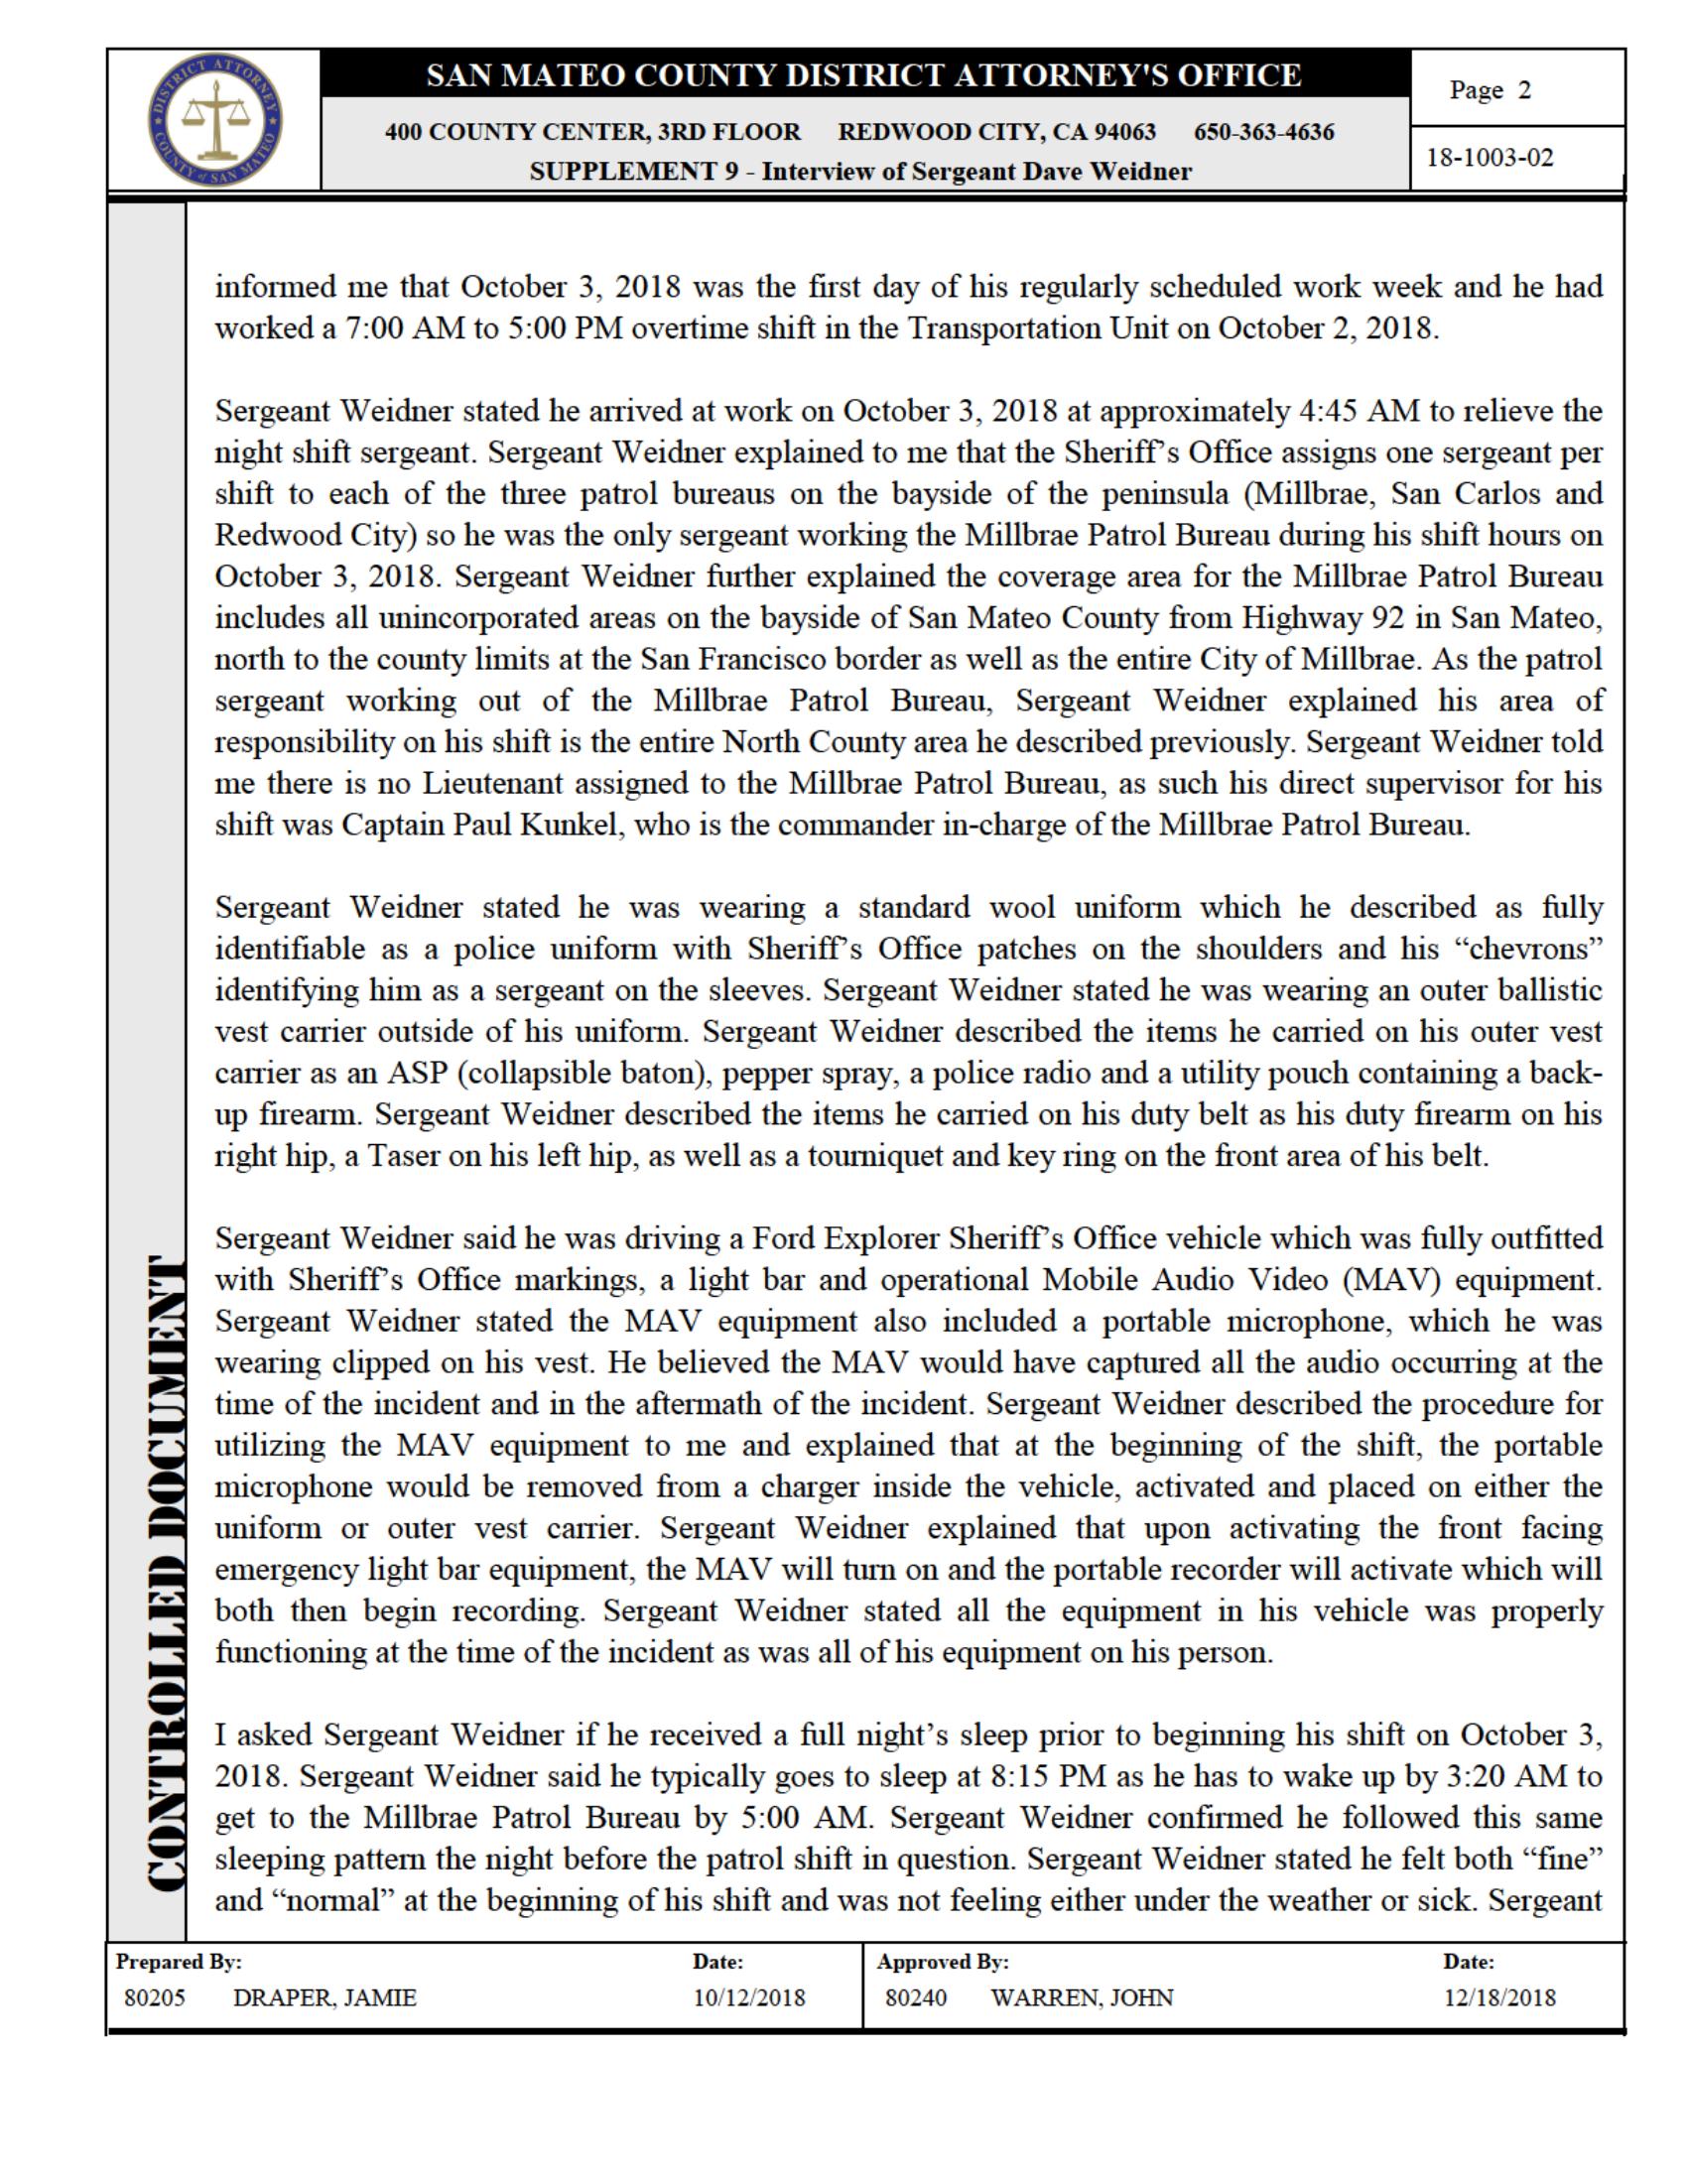 DISTRICT ATTORNEY
COUNTY of SAN MATEO
SAN MATEO COUNTY DISTRICT ATTORNEY'S OFFICE
400 COUNTY CENTER, 3RD FLOOR REDWOOD CITY, CA 94063 650-363-4636
SUPPLEMENT 9 - Interview of Sergeant Dave Weidner
Page 2
18-1003-02
informed me that October 3, 2018 was the first day of his regularly scheduled work week and he had
worked a 7:00 AM to 5:00 PM overtime shift in the Transportation Unit on October 2, 2018.
Sergeant Weidner stated he arrived at work on October 3, 2018 at approximately 4:45 AM to relieve the
night shift sergeant. Sergeant Weidner explained to me that the Sheriff’s Office assigns one sergeant per
shift to each of the three patrol bureaus on the bayside of the peninsula (Millbrae, San Carlos and
Redwood City) so he was the only sergeant working the Millbrae Patrol Bureau during his shift hours on
October 3, 2018. Sergeant Weidner further explained the coverage area for the Millbrae Patrol Bureau
includes all unincorporated areas on the bayside of San Mateo County from Highway 92 in San Mateo,
north to the county limits at the San Francisco border as well as the entire City of Millbrae. As the patrol
sergeant working out of the Millbrae Patrol Bureau, Sergeant Weidner explained his area of
responsibility on his shift is the entire North County area he described previously. Sergeant Weidner told
me there is no Lieutenant assigned to the Millbrae Patrol Bureau, as such his direct supervisor for his
shift was Captain Paul Kunkel, who is the commander in-charge of the Millbrae Patrol Bureau.
Sergeant Weidner stated he was wearing a standard wool uniform which he described as fully
identifiable as a police uniform with Sheriff’s Office patches on the shoulders and his “chevrons”
identifying him as a sergeant on the sleeves. Sergeant Weidner stated he was wearing an outer ballistic
vest carrier outside of his uniform. Sergeant Weidner described the items he carried on his outer vest
carrier as an ASP (collapsible baton), pepper spray, a police radio and a utility pouch containing a back-
up firearm. Sergeant Weidner described the items he carried on his duty belt as his duty firearm on his
right hip, a Taser on his left hip, as well as a tourniquet and key ring on the front area of his belt.
Sergeant Weidner said he was driving a Ford Explorer Sheriff’s Office vehicle which was fully outfitted
with Sheriff’s Office markings, a light bar and operational Mobile Audio Video (MAV) equipment.
Sergeant Weidner stated the MAV equipment also included a portable microphone, which he was
wearing clipped on his vest. He believed the MAV would have captured all the audio occurring at the
time of the incident and in the aftermath of the incident. Sergeant Weidner described the procedure for
utilizing the MAV equipment to me and explained that at the beginning of the shift, the portable
microphone would be removed from a charger inside the vehicle, activated and placed on either the
uniform or outer vest carrier. Sergeant Weidner explained that upon activating the front facing
emergency light bar equipment, the MAV will turn on and the portable recorder will activate which will
both then begin recording. Sergeant Weidner stated all the equipment in his vehicle was properly
functioning at the time of the incident as was all of his equipment on his person.
I asked Sergeant Weidner if he received a full night’s sleep prior to beginning his shift on October 3,
2018. Sergeant Weidner said he typically goes to sleep at 8:15 PM as he has to wake up by 3:20 AM to
get to the Millbrae Patrol Bureau by 5:00 AM. Sergeant Weidner confirmed he followed this same
sleeping pattern the night before the patrol shift in question. Sergeant Weidner stated he felt both “fine”
and “normal” at the beginning of his shift and was not feeling either under the weather or sick. Sergeant
CONTROLLED DOCUMENT
Prepared By: Date: Approved By: Date:
80205 DRAPER, JAMIE 10/12/2018 80240 WARREN, JOHN 12/18/2018